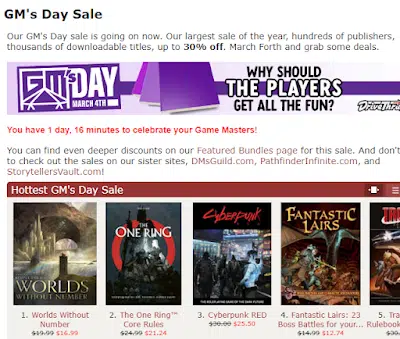 GM's Day Sale
Our GM's Day sale is going on now. Our largest sale of the year, hundreds of publishers,
thousands of downloadable titles, up to 30% off. March Forth and grab some deals.
GM'S DAY
MARCH 4TH
WHY SHOULD
THE PLAYERS
GET ALL THE FUN?
You have 1 day, 16 minutes to celebrate your Game Masters!
You can find even deeper discounts on our Featured Bundles page for this sale. And don't
to check out the sales on our sister sites, DMsGuild.com, PathfinderInfinite.com, and
StorytellersVault.com!
Hottest GM's Day Sale
WORLDS
WITHOUT NUMBER
THE
ONE RING
CYBERPUNK
RED
FANTASTIC
LAIRS
1. Worlds Without
Number
$19.99 $16.99
2. The One Ring™
Core Rules
$24.99 $21.24
3. Cyberpunk RED
$30.00 $25.50
4. Fantastic Lairs: 23
Boss Battles for your...
$14.99 $12.74
5. Tra
Rulebook